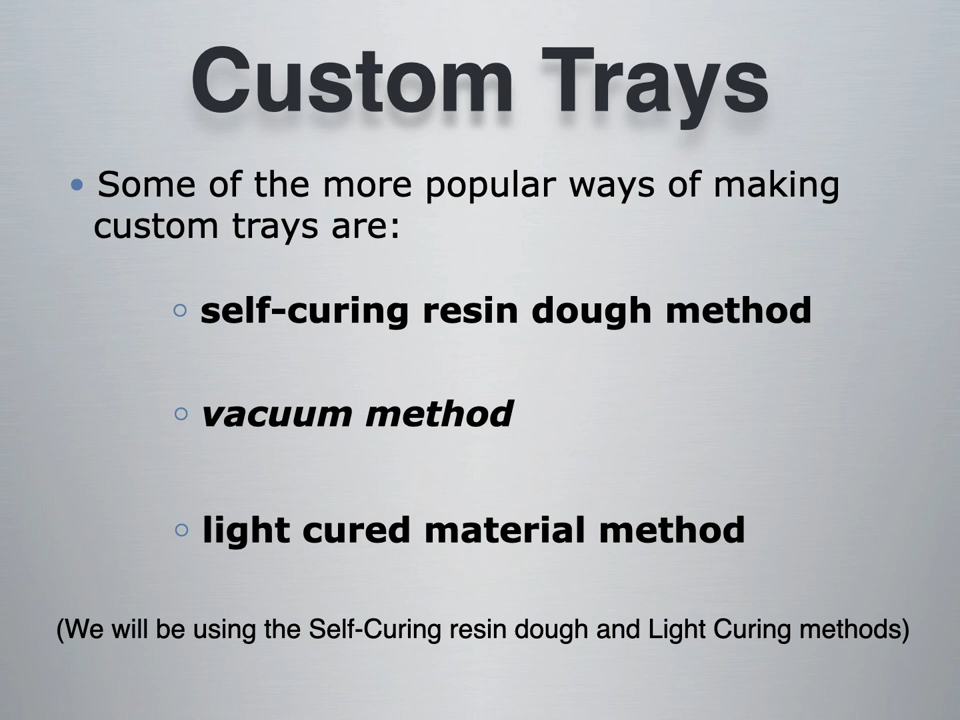 Custom Trays
• Some of the more popular ways of making
custom trays are:
○ self-curing resin dough method
○ vacuum method
○ light cured material method
(We will be using the Self-Curing resin dough and Light Curing methods)